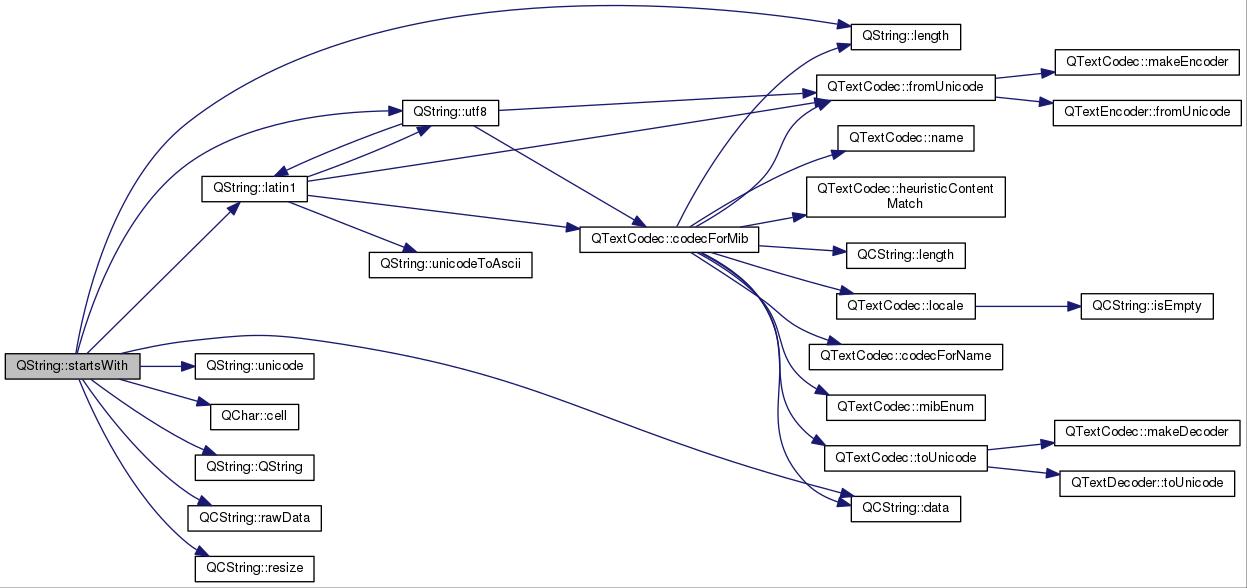 QString::startsWith
QString::latin1
QString::unicode
QChar::cell
QString::QString
QCString::rawData
QCString::resize
QString::utf8
QString::unicodeToAscii
QTextCodec::codecForMib
QString::length
QTextCodec::fromUnicode
QTextCodec::name
QTextCodec::heuristicContent
Match
QCString::length
QTextCodec::locale
QTextCodec::codecForName
QTextCodec::mibEnum
QTextCodec::toUnicode
QCString::data
QTextCodec::makeEncoder
QTextEncoder::fromUnicode
QCString::isEmpty
QTextCodec::makeDecoder
QTextDecoder::toUnicode